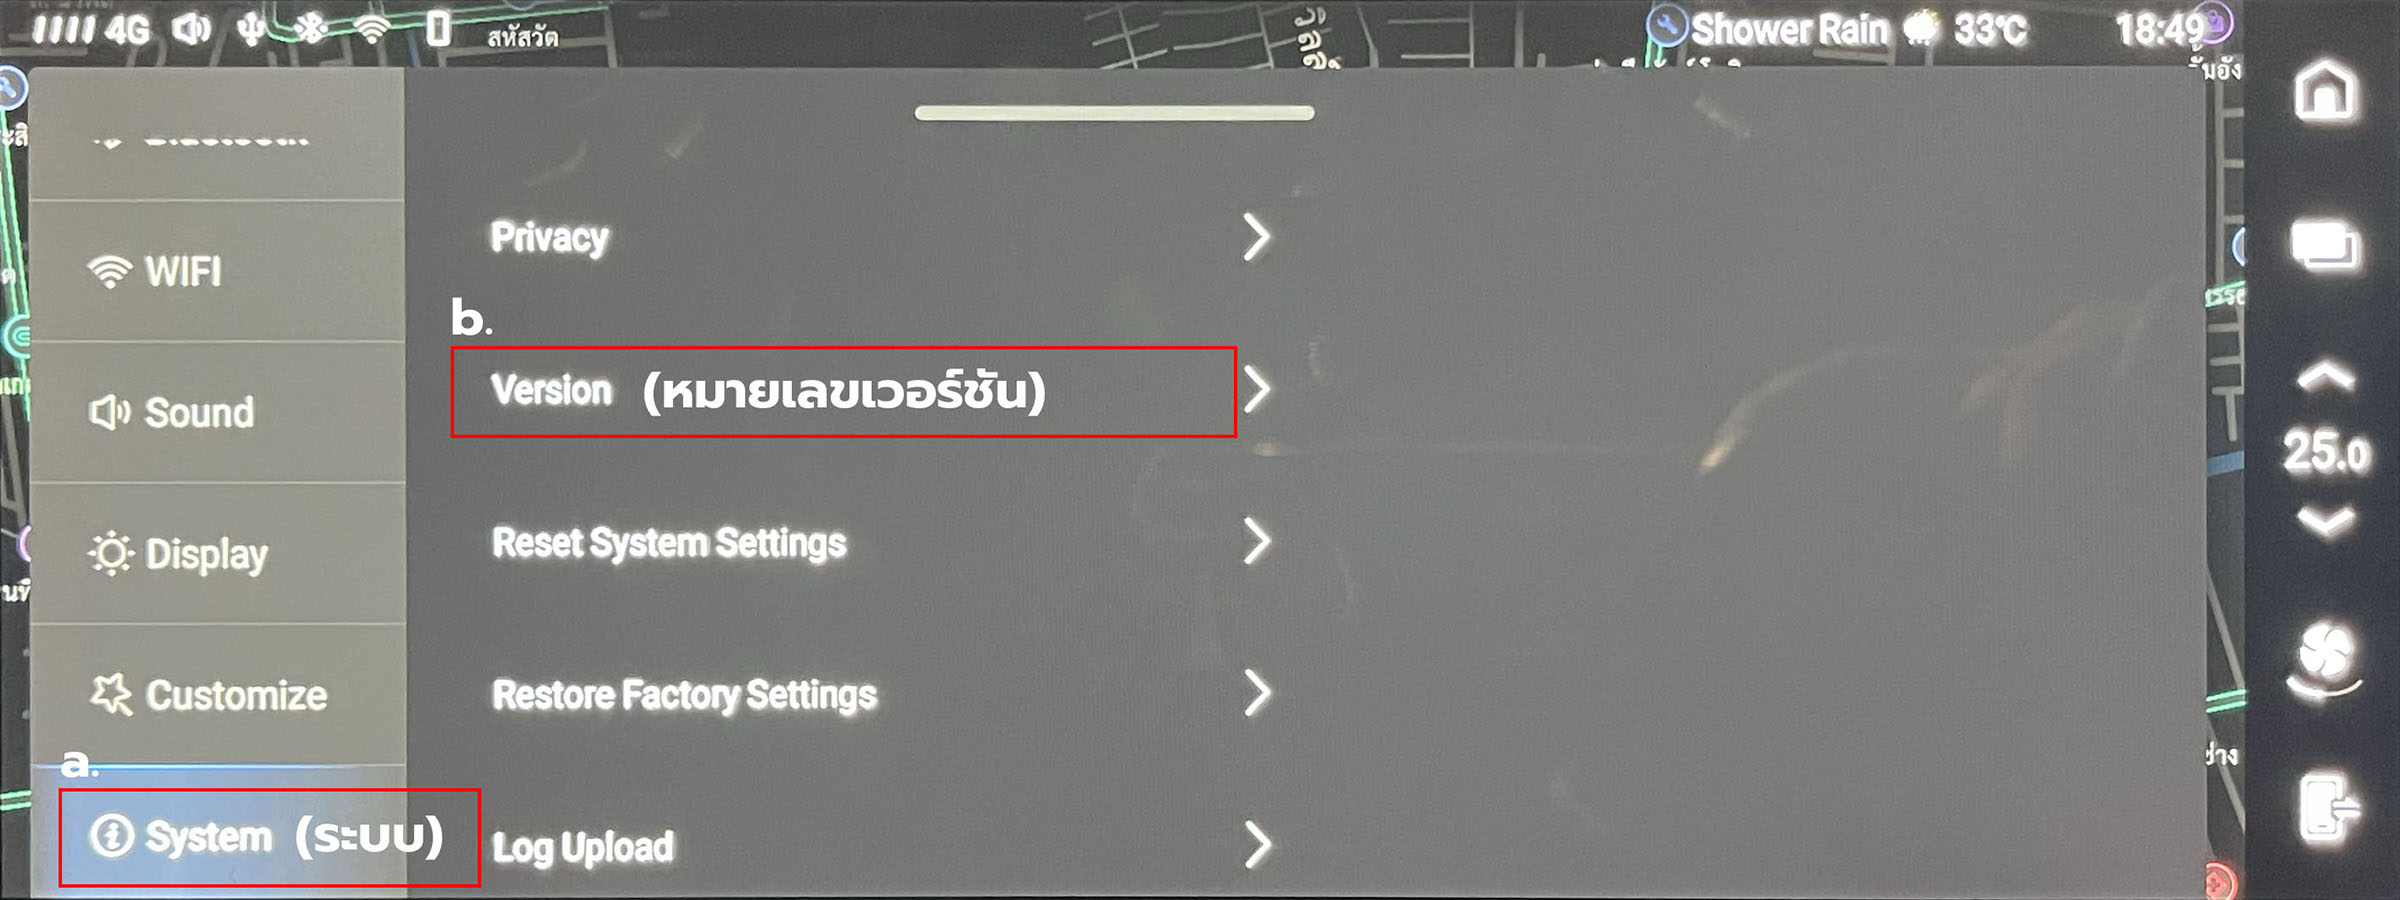 4G
สหัสวัต
Shower Rain 33°C 18:49
WIFI
Sound
Display
Customize
a.
System (ระบบ)
Privacy
b.
Version (หมายเลขเวอร์ชัน)
Reset System Settings
Restore Factory Settings
Log Upload
25.0